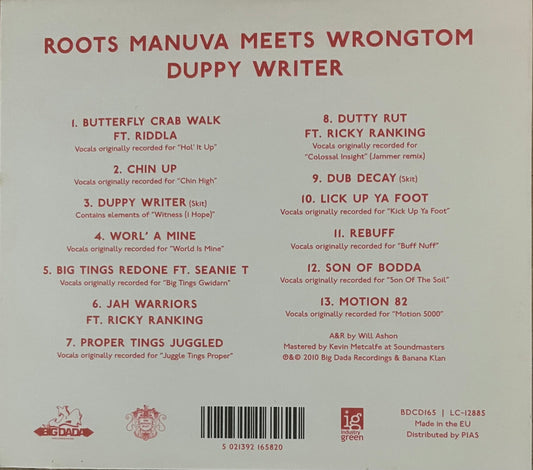 ROOTS MANUVA MEETS WRONGTOM
DUPPY WRITER
1. BUTTERFLY CRAB WALK
FT. RIDDLA
Vocals originally recorded for "Hol' It Up"
2. CHIN UP
Vocals originally recorded for "Chin High"
3. DUPPY WRITER (Skit)
Contains elements of "Witness (I Hope)"
4. WORL' A MINE
Vocals originally recorded for "World Is Mine"
5. BIG TINGS REDONE FT. SEANIE T
Vocals originally recorded for "Big Tings Gwidarn"
6. JAH WARRIORS
FT. RICKY RANKING
7. PROPER TINGS JUGGLED
Vocals originally recorded for "Juggle Tings Proper"
8. DUTTY RUT
FT. RICKY RANKING
Vocals originally recorded for
"Colossal Insight" (Jammer remix)
9. DUB DECAY (Skit)
10. LICK UP YA FOOT
Vocals originally recorded for "Kick Up Ya Foot"
11. REBUFF
Vocals originally recorded for "Buff Nuff"
12. SON OF BODDA
Vocals originally recorded for "Son Of The Soil"
13. MOTION 82
Vocals originally recorded for "Motion 5000"
A&R by Will Ashon
Mastered by Kevin Metcalfe at Soundmasters
℗&© 2010 Big Dada Recordings & Banana Klan
BIG DADA
5 021392 165820
ig
industry
green
BDCD165 | LC-12885
Made in the EU
Distributed by PIAS